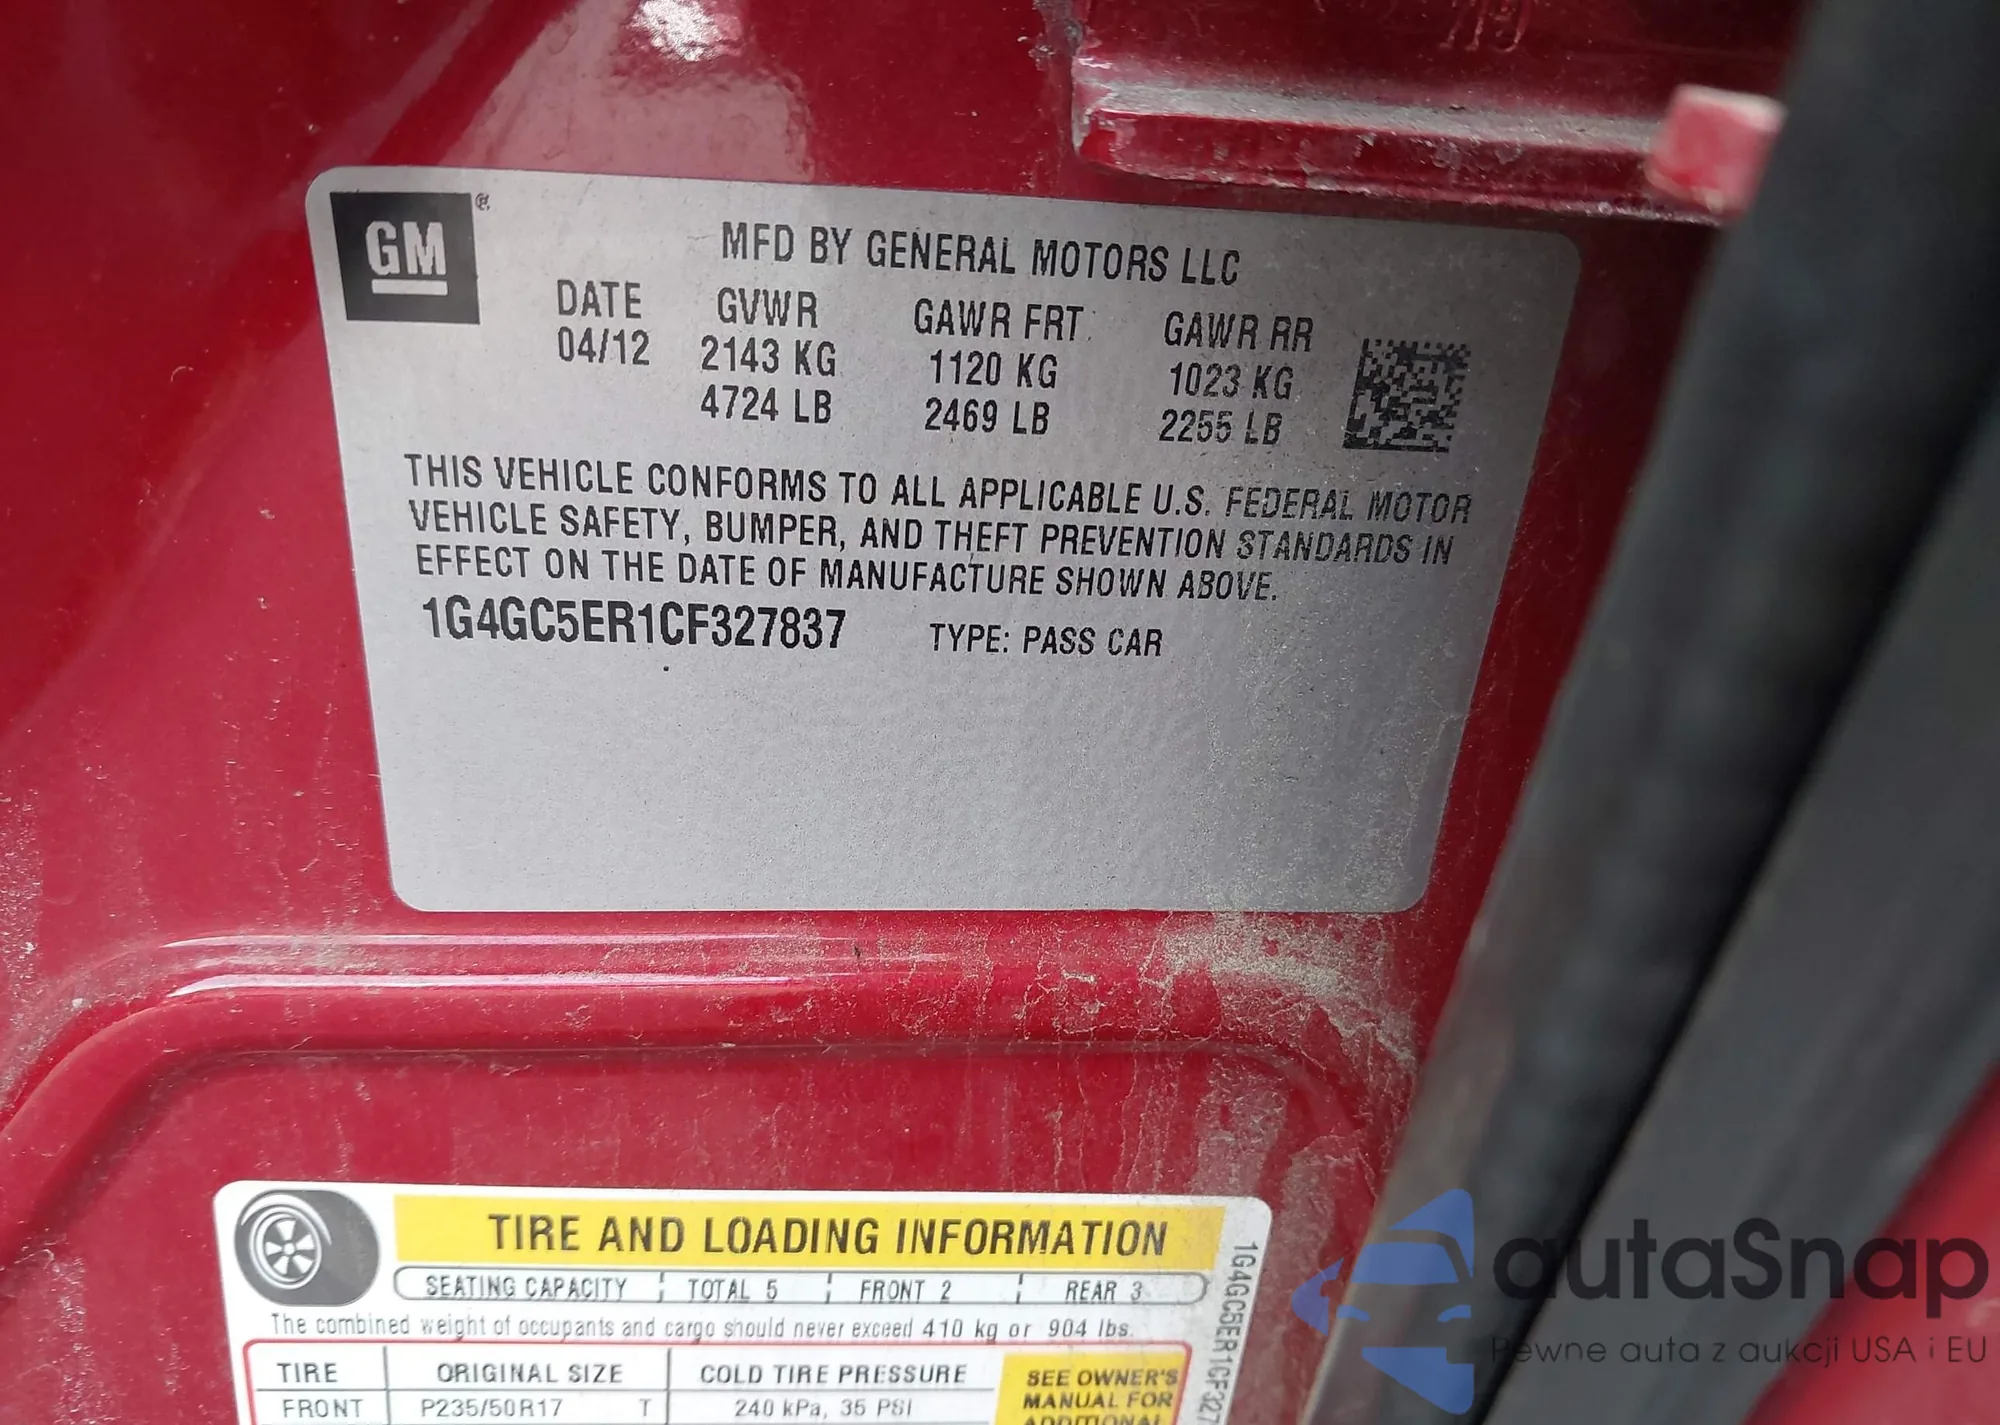 GM®
MFD BY GENERAL MOTORS LLC
DATE GVWR GAWR FRT GAWR RR
04/12 2143 KG 1120 KG 1023 KG
4724 LB 2469 LB 2255 LB
THIS VEHICLE CONFORMS TO ALL APPLICABLE U.S. FEDERAL MOTOR
VEHICLE SAFETY, BUMPER, AND THEFT PREVENTION STANDARDS IN
EFFECT ON THE DATE OF MANUFACTURE SHOWN ABOVE.
1G4GC5ER1CF327837 TYPE: PASS CAR
TIRE AND LOADING INFORMATION
SEATING CAPACITY TOTAL 5 FRONT 2 REAR 3
The combined weight of occupants and cargo should never exceed 410 kg or 904 lbs.
TIRE ORIGINAL SIZE COLD TIRE PRESSURE
FRONT P235/50R17 T 240 kPa, 35 PSI
SEE OWNER'S
MANUAL FOR
ADDITIONAL
1G4GC5ER1CF327
autaSnap
Pewne auta z aukcji USA i EU